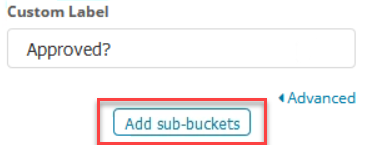 Custom Label
Approved?
Advanced
Add sub-buckets